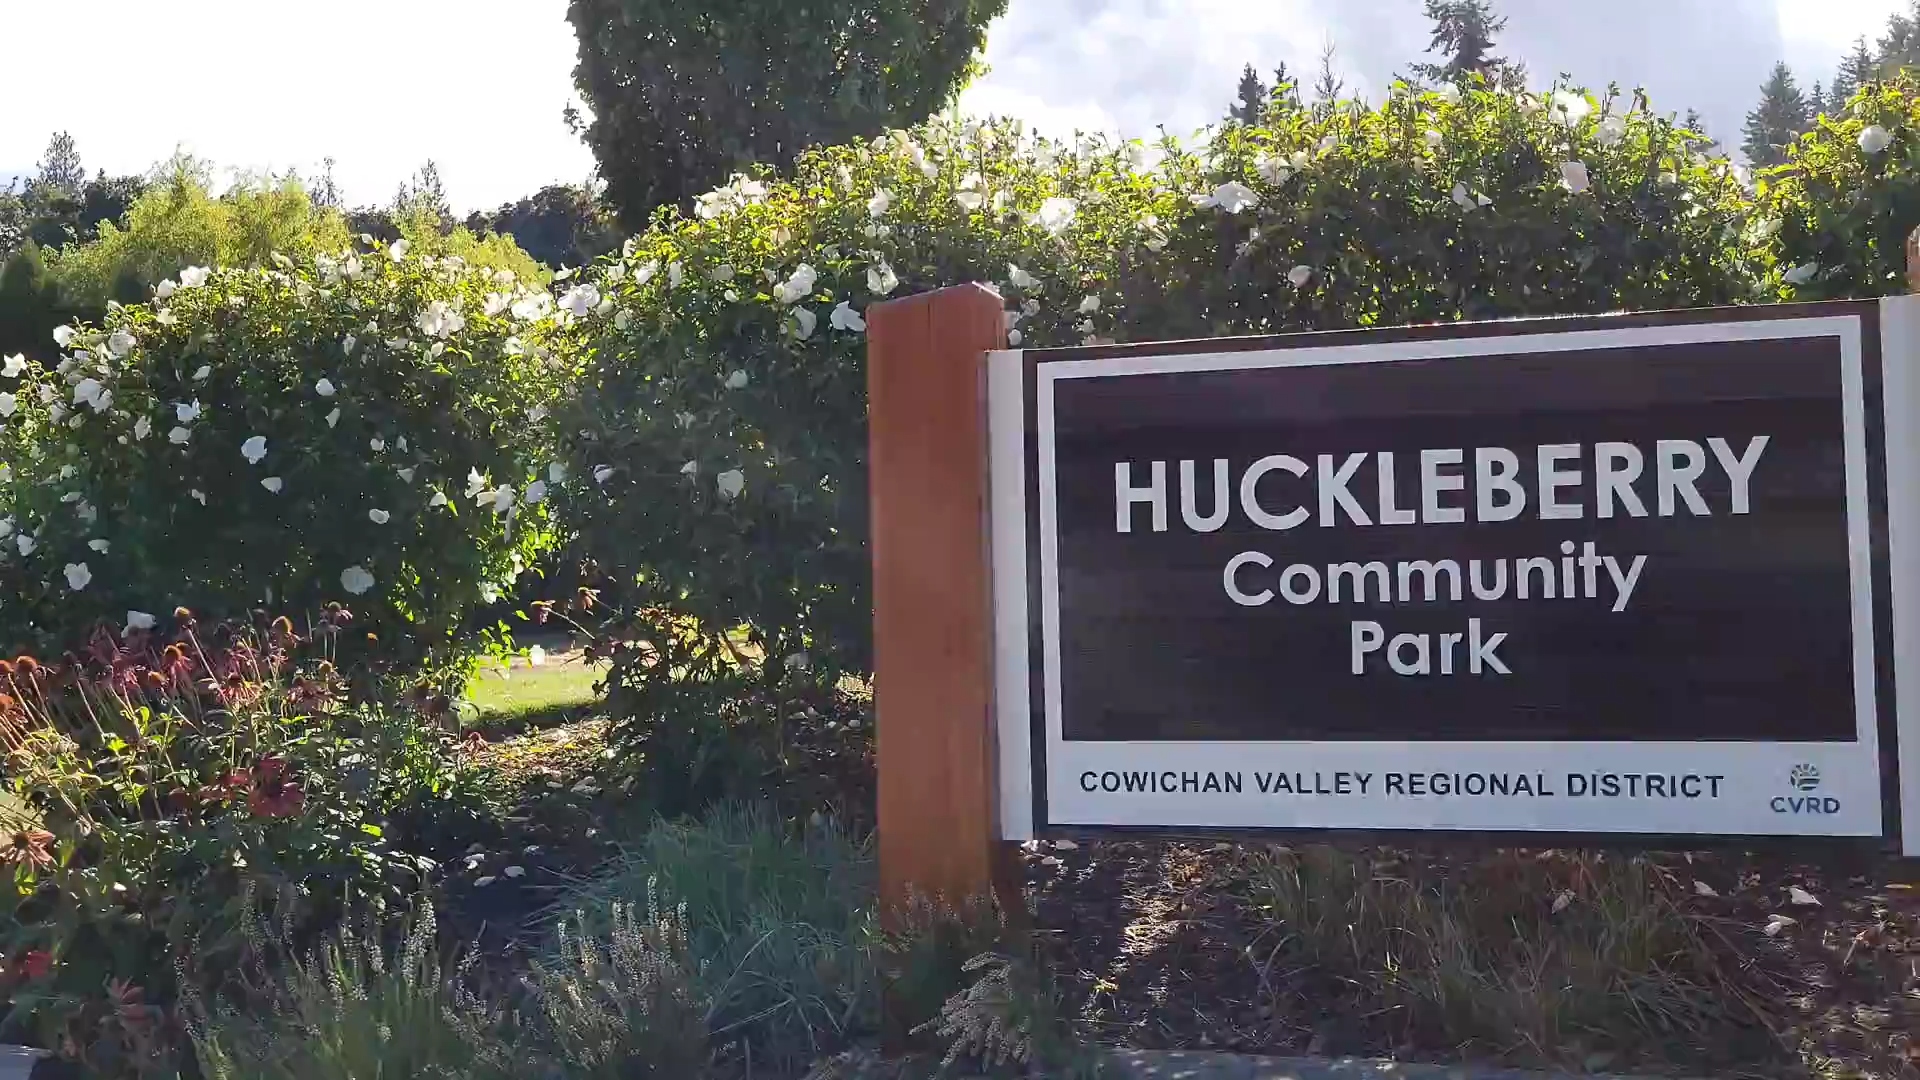 HUCKLEBERRY
Community
Park
COWICHAN VALLEY REGIONAL DISTRICT
CVRD